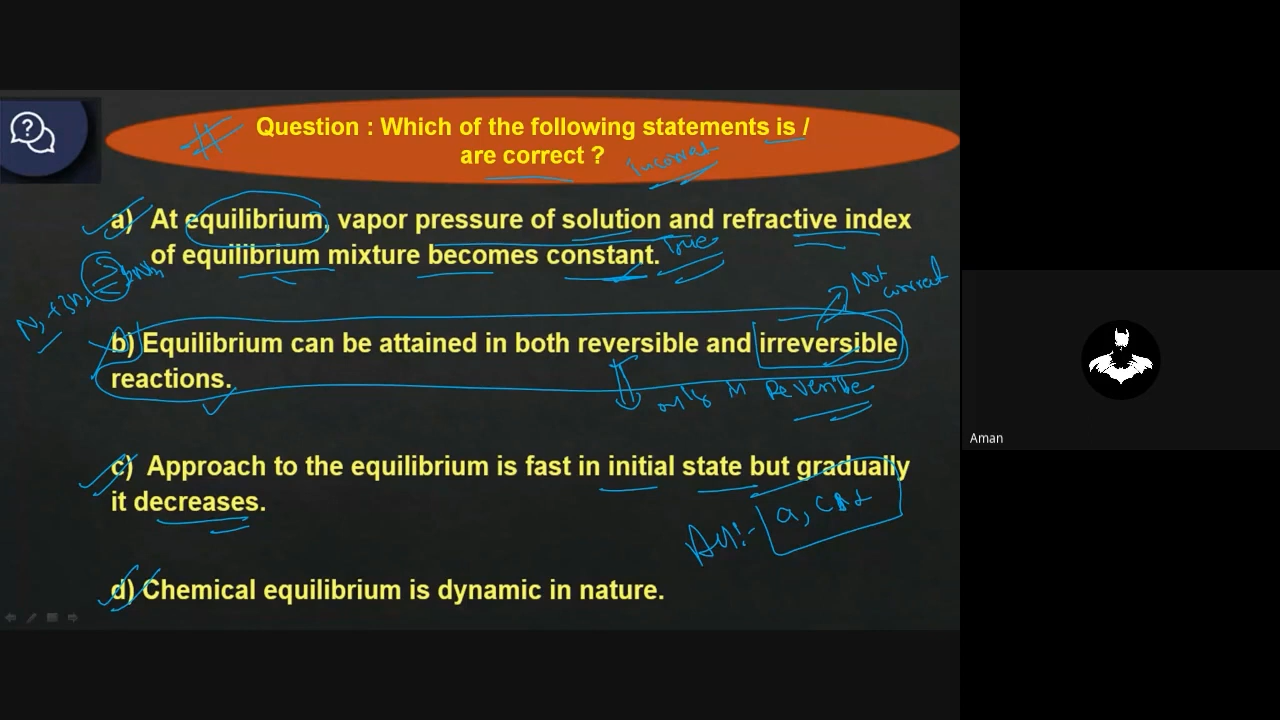 Question : Which of the following statements is /
are correct ?
Incorrect
a) At equilibrium, vapor pressure of solution and refractive index
of equilibrium mixture becomes constant.
True
Not
correct
b) Equilibrium can be attained in both reversible and irreversible
reactions.
only in Reversible
c) Approach to the equilibrium is fast in initial state but gradually
it decreases.
a, c
d) Chemical equilibrium is dynamic in nature.
Aman